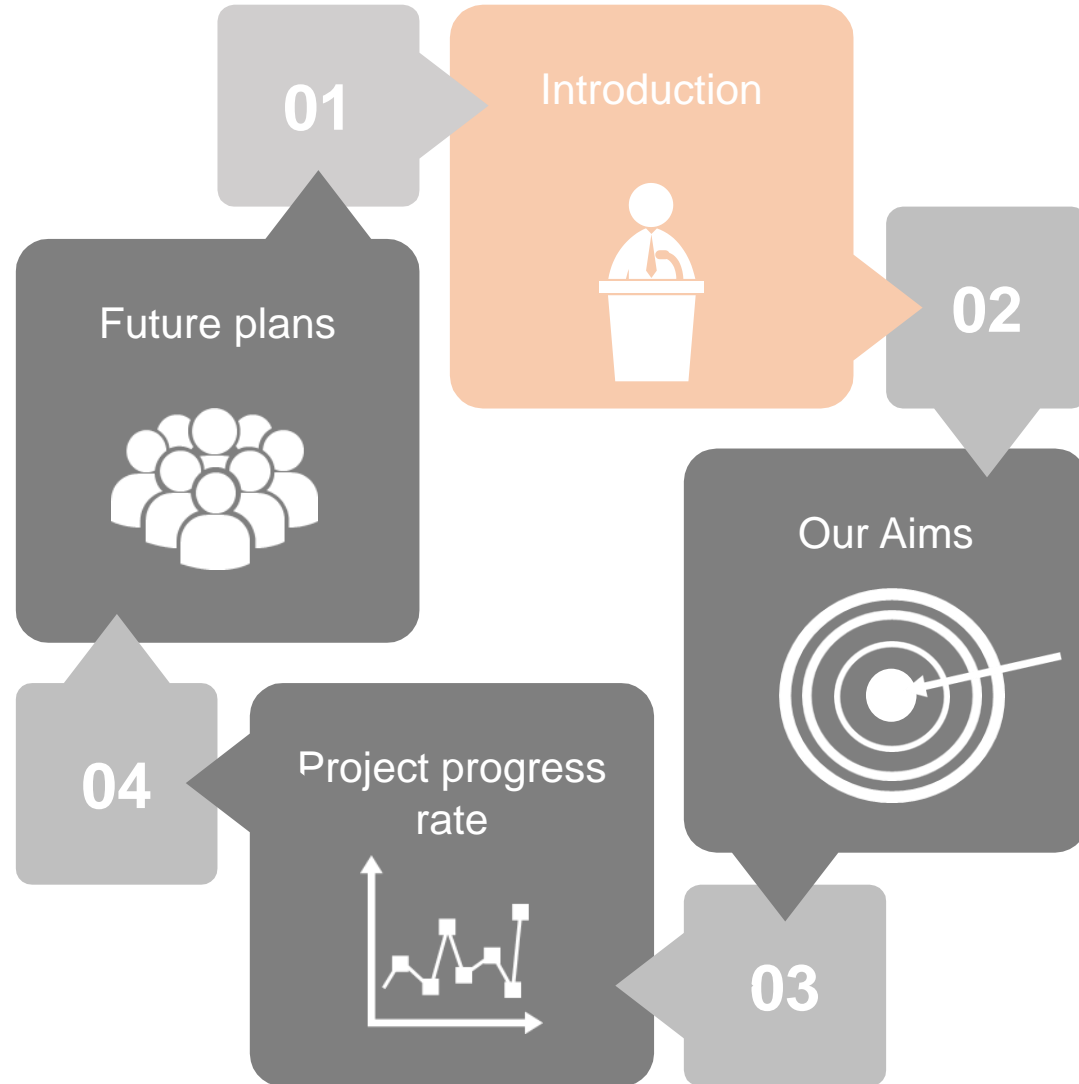 01
Introduction
02
Our Aims
03
Project progress
rate
04
Future plans